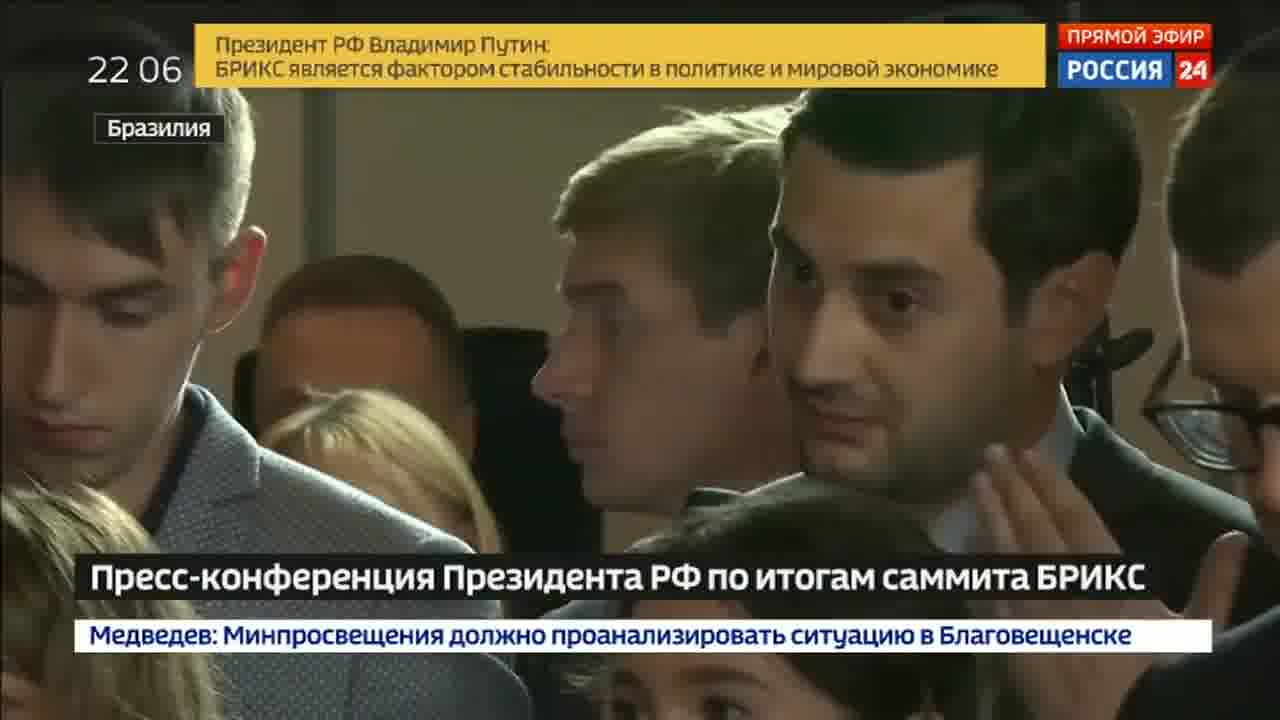 22 06
Президент РФ Владимир Путин:
БРИКС является фактором стабильности в политике и мировой экономике
ПРЯМОЙ ЭФИР
РОССИЯ 24
Бразилия
Пресс-конференция Президента РФ по итогам саммита БРИКС
Медведев: Минпросвещения должно проанализировать ситуацию в Благовещенске